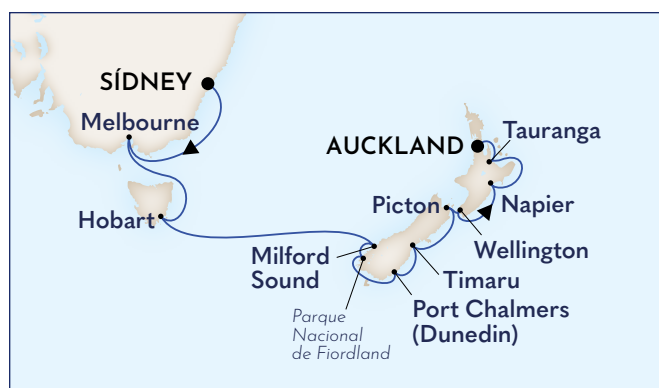 SÍDNEY
Melbourne
Hobart
AUCKLAND
Tauranga
Napier
Picton
Wellington
Milford
Sound
Timaru
Port Chalmers
(Dunedin)
Parque
Nacional
de Fiordland